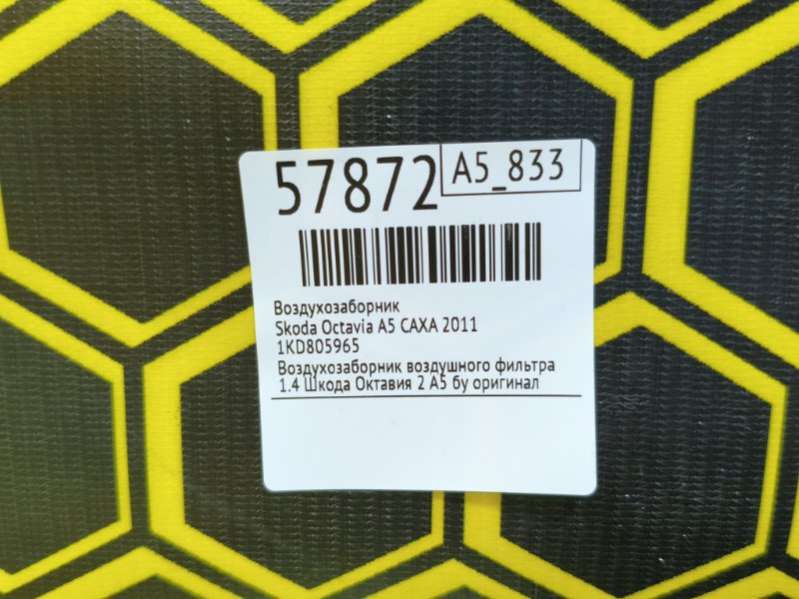 57872
A5_833
Воздухозаборник
Skoda Octavia A5 CAXA 2011
1KD805965
Воздухозаборник воздушного фильтра
1.4 Шкода Октавия 2 А5 бу оригинал